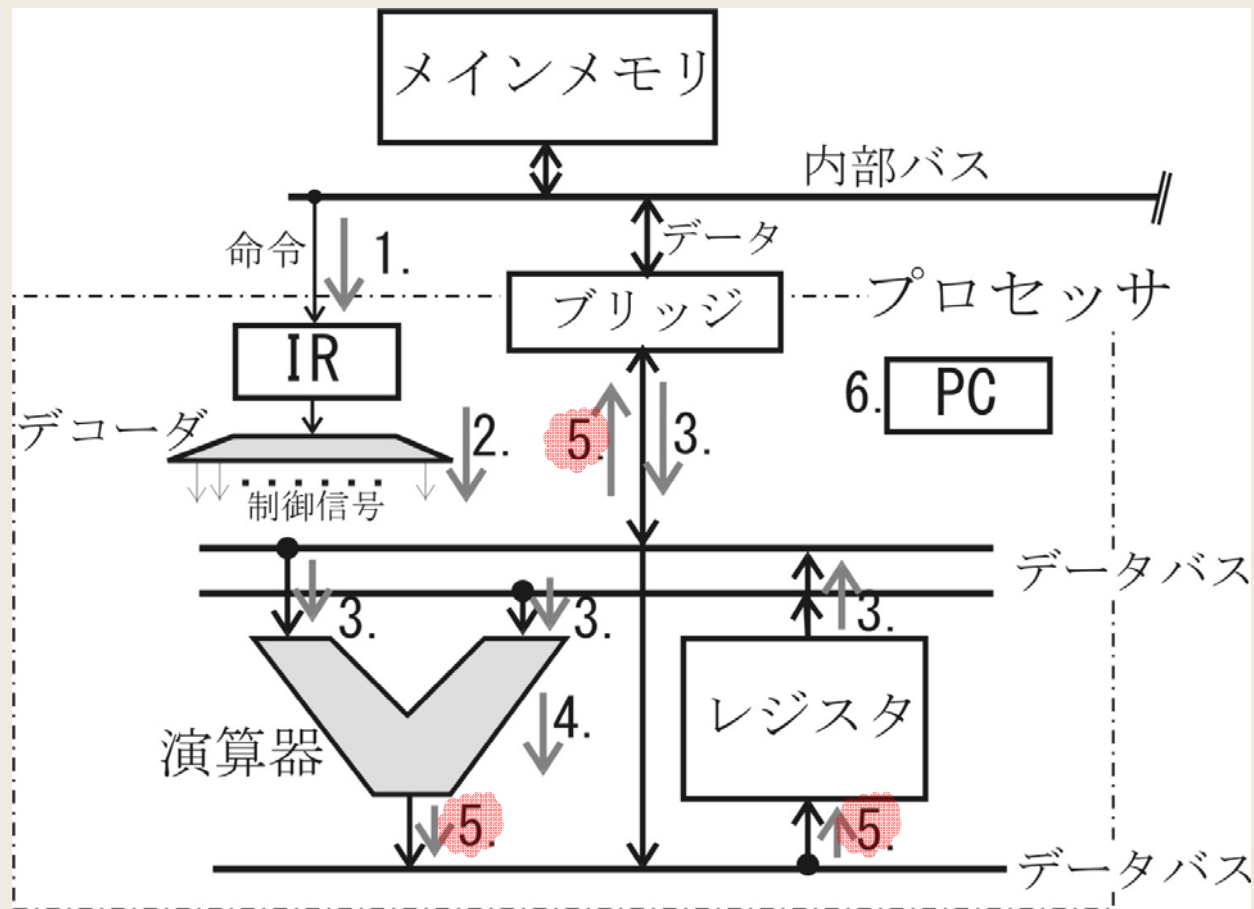 メインメモリ
内部バス
命令
1.
データ
プロセッサ
ブリッジ
IR
6.
PC
デコーダ
2.
5.
3.
制御信号
データバス
3.
3.
3.
レジスタ
4.
演算器
5.
5.
データバス